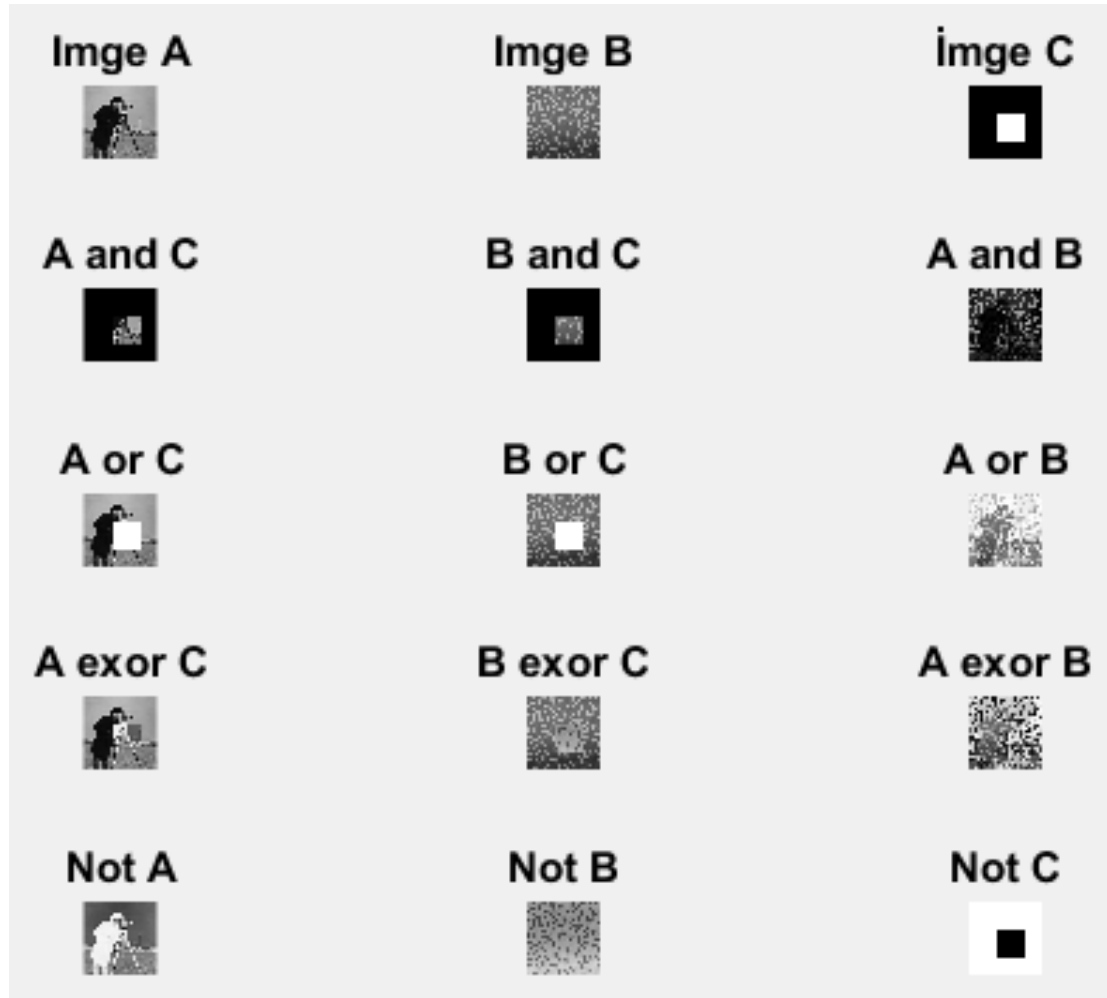 Imge A
Imge B
İmge C
A and C
B and C
A and B
A or C
B or C
A or B
A exor C
B exor C
A exor B
Not A
Not B
Not C